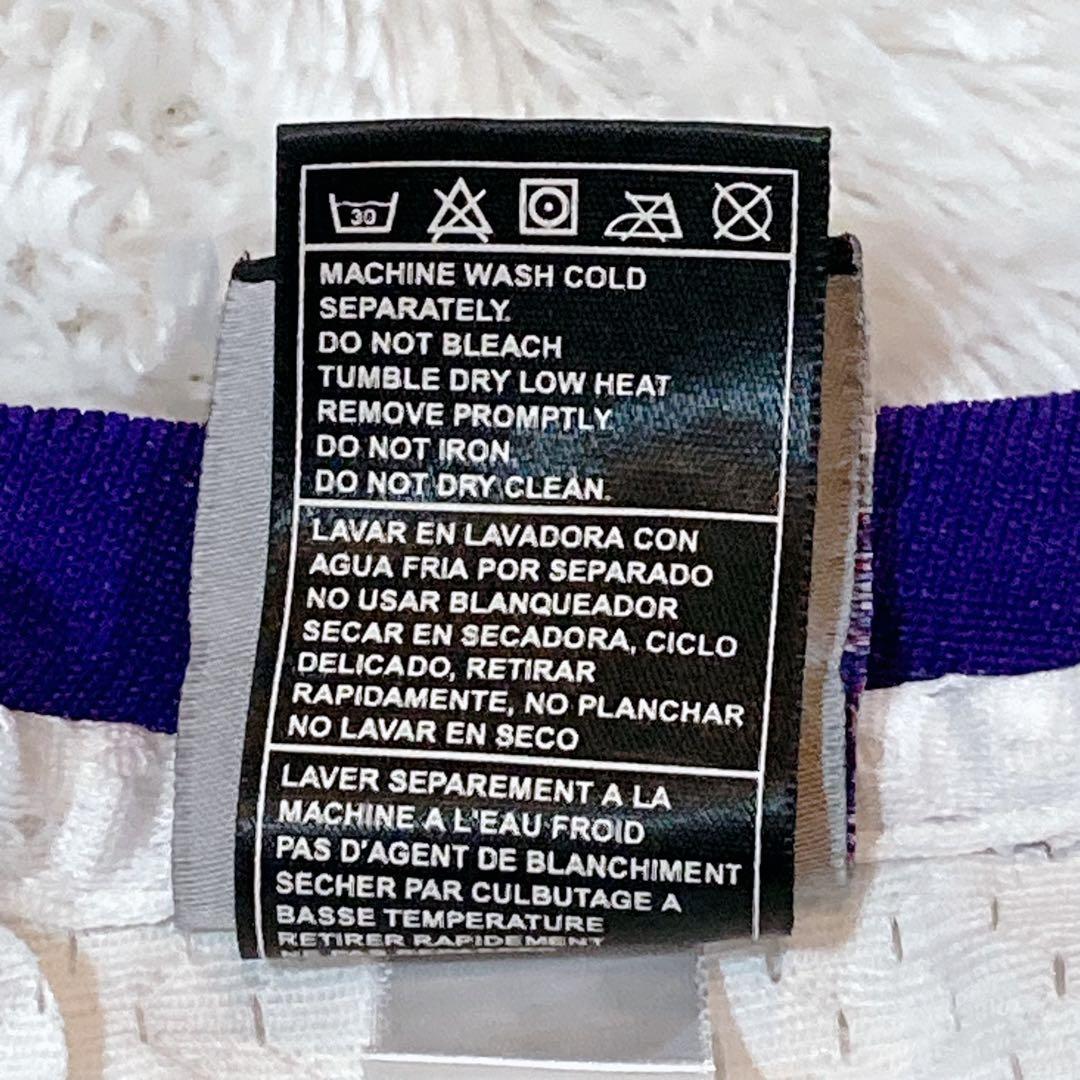 30
MACHINE WASH COLD
SEPARATELY.
DO NOT BLEACH
TUMBLE DRY LOW HEAT
REMOVE PROMPTLY.
DO NOT IRON.
DO NOT DRY CLEAN.
LAVAR EN LAVADORA CON
AGUA FRIA POR SEPARADO
NO USAR BLANQUEADOR
SECAR EN SECADORA, CICLO
DELICADO, RETIRAR
RAPIDAMENTE, NO PLANCHAR
NO LAVAR EN SECO
LAVER SEPAREMENT A LA
MACHINE A L'EAU FROID
PAS D'AGENT DE BLANCHIMENT
SECHER PAR CULBUTAGE A
BASSE TEMPERATURE
RETIRER RAPIDEMENT